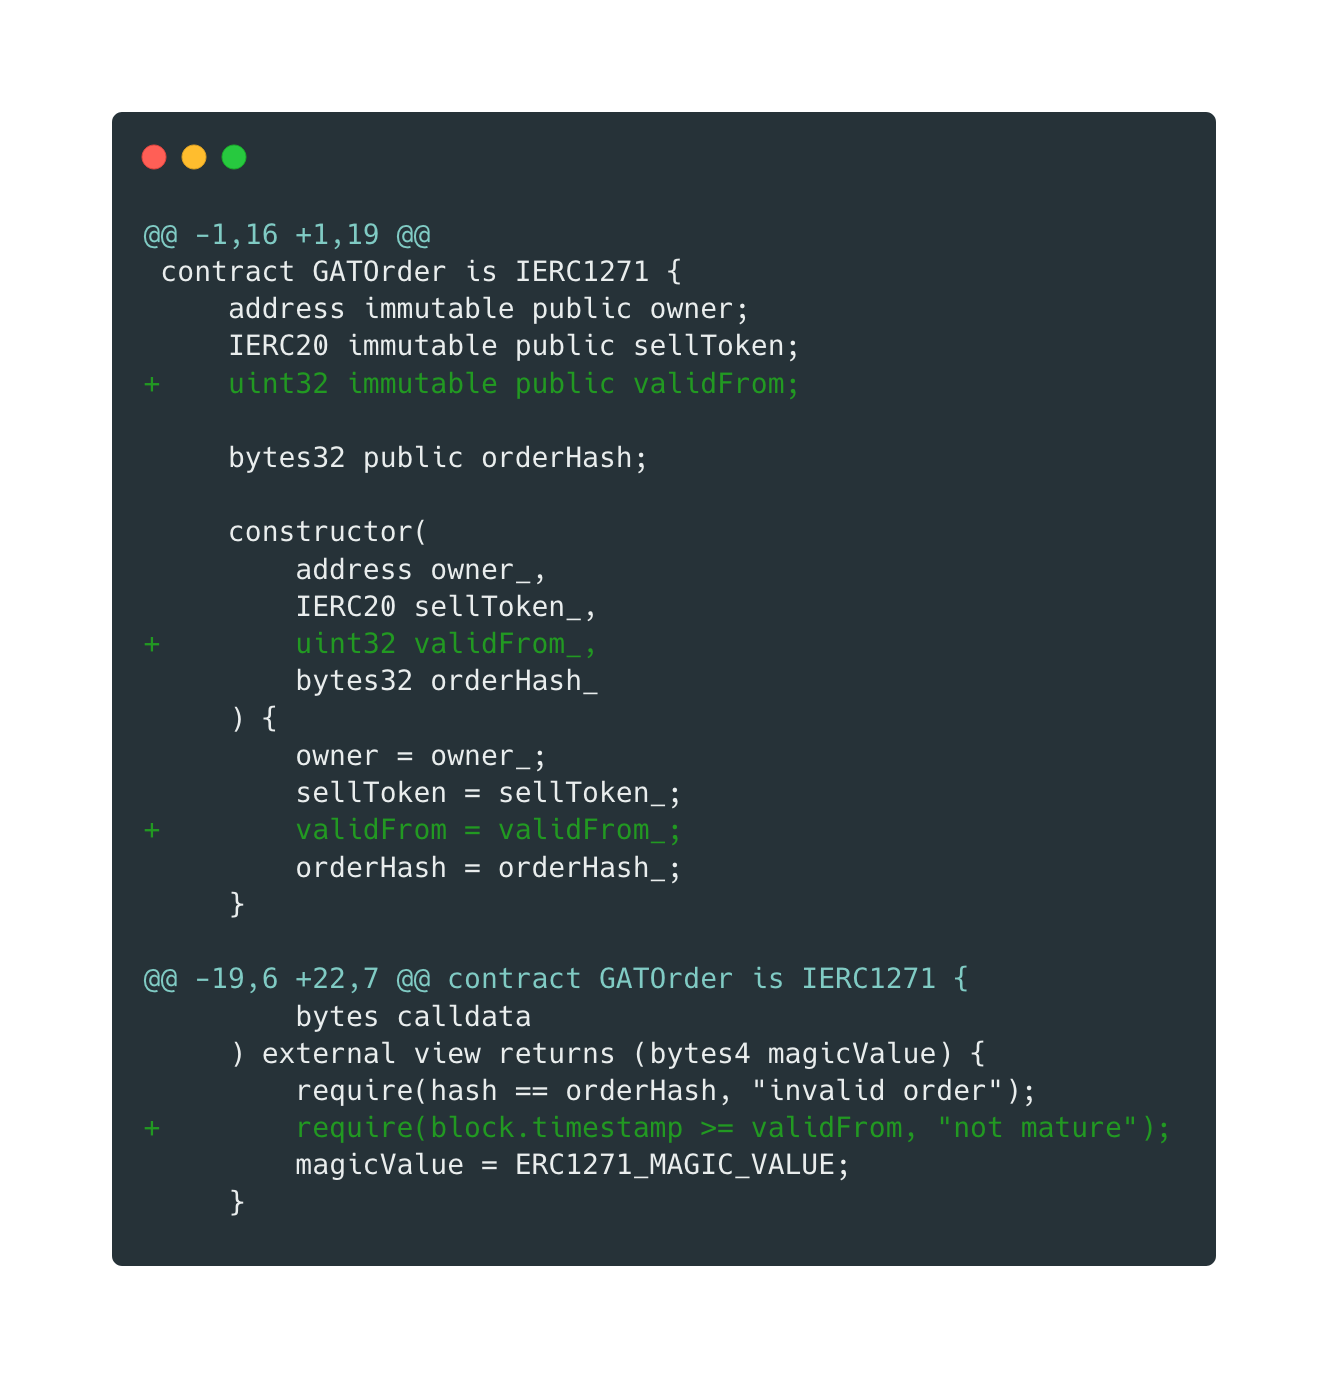 @@ -1,16 +1,19 @@
 contract GATOrder is IERC1271 {
     address immutable public owner;
     IERC20 immutable public sellToken;
+    uint32 immutable public validFrom;

     bytes32 public orderHash;

     constructor(
         address owner_,
         IERC20 sellToken_,
+        uint32 validFrom_,
         bytes32 orderHash_
     ) {
         owner = owner_;
         sellToken = sellToken_;
+        validFrom = validFrom_;
         orderHash = orderHash_;
     }

@@ -19,6 +22,7 @@ contract GATOrder is IERC1271 {
         bytes calldata
     ) external view returns (bytes4 magicValue) {
         require(hash == orderHash, "invalid order");
+        require(block.timestamp >= validFrom, "not mature");
         magicValue = ERC1271_MAGIC_VALUE;
     }